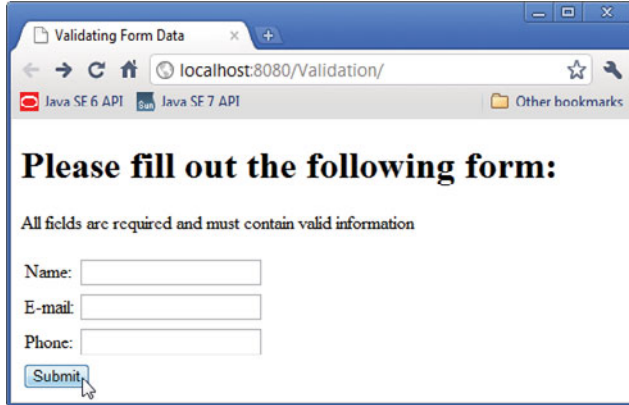 Validating Form Data
localhost:8080/Validation/
Java SE 6 API Sun Java SE 7 API Other bookmarks
Please fill out the following form:
All fields are required and must contain valid information
Name:
E-mail:
Phone:
Submit